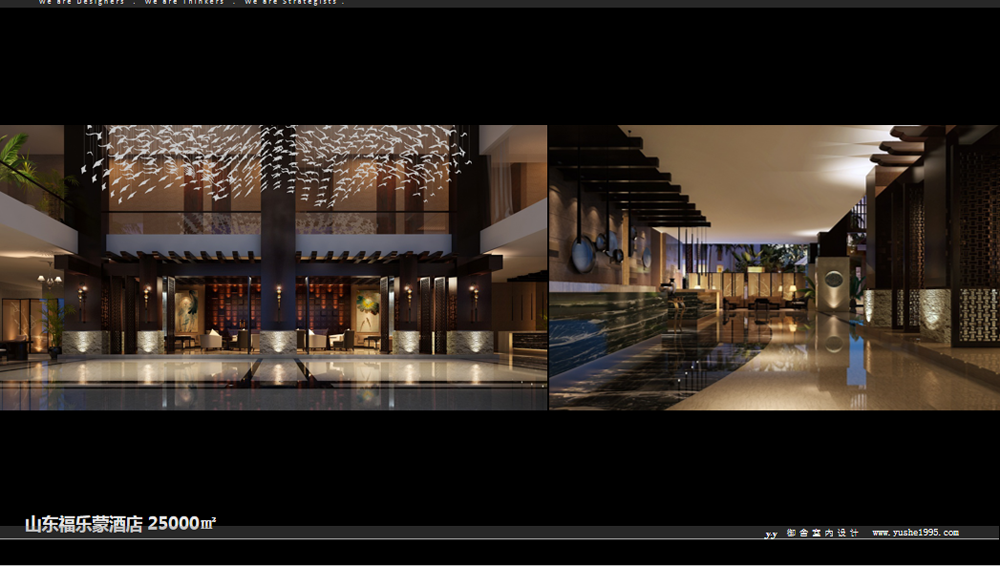 We are Designers . We are Thinkers . We are Strategists .
山东福乐蒙酒店 25000㎡
y.y 御舍室内设计 www.yushe1995.com